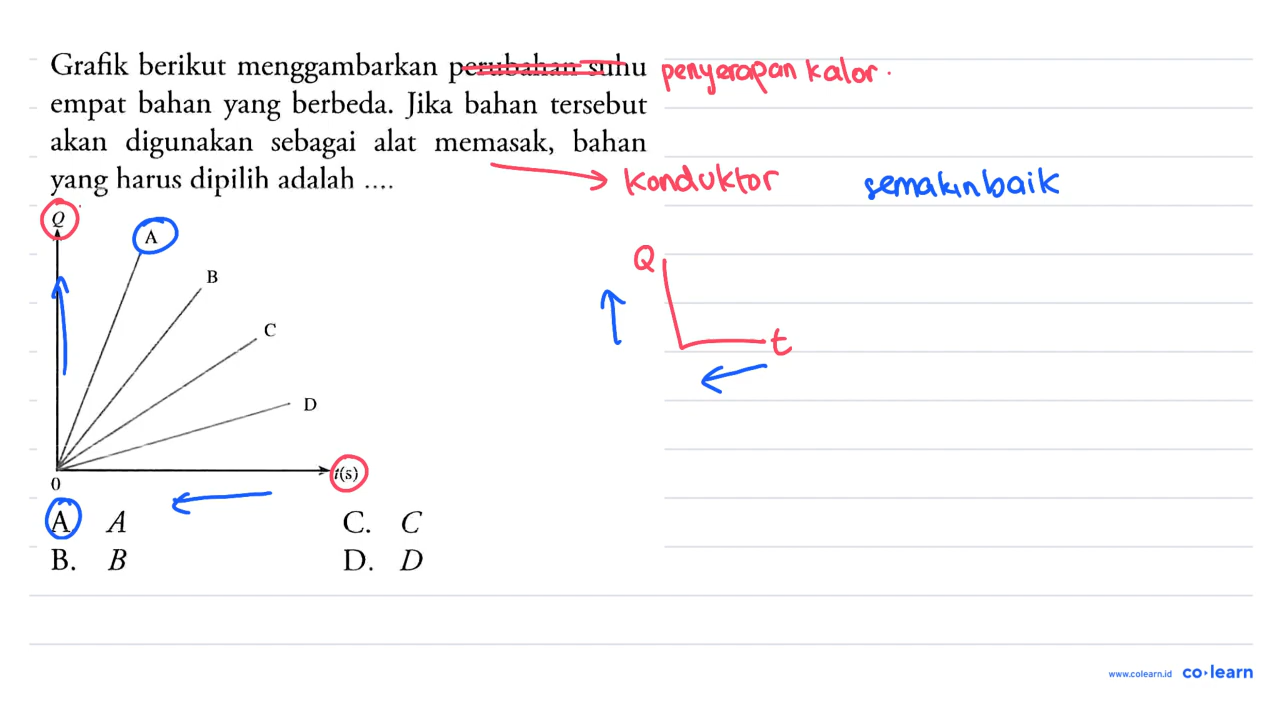 Grafik berikut menggambarkan perubahan suhu penyerapan kalor.
empat bahan yang berbeda. Jika bahan tersebut
akan digunakan sebagai alat memasak, bahan
yang harus dipilih adalah ....
Konduktor semakin baik
Q
A
B
C
D
0
t(s)
Q
t
A. A
B. B
C. C
D. D
www.colearn.id co•learn